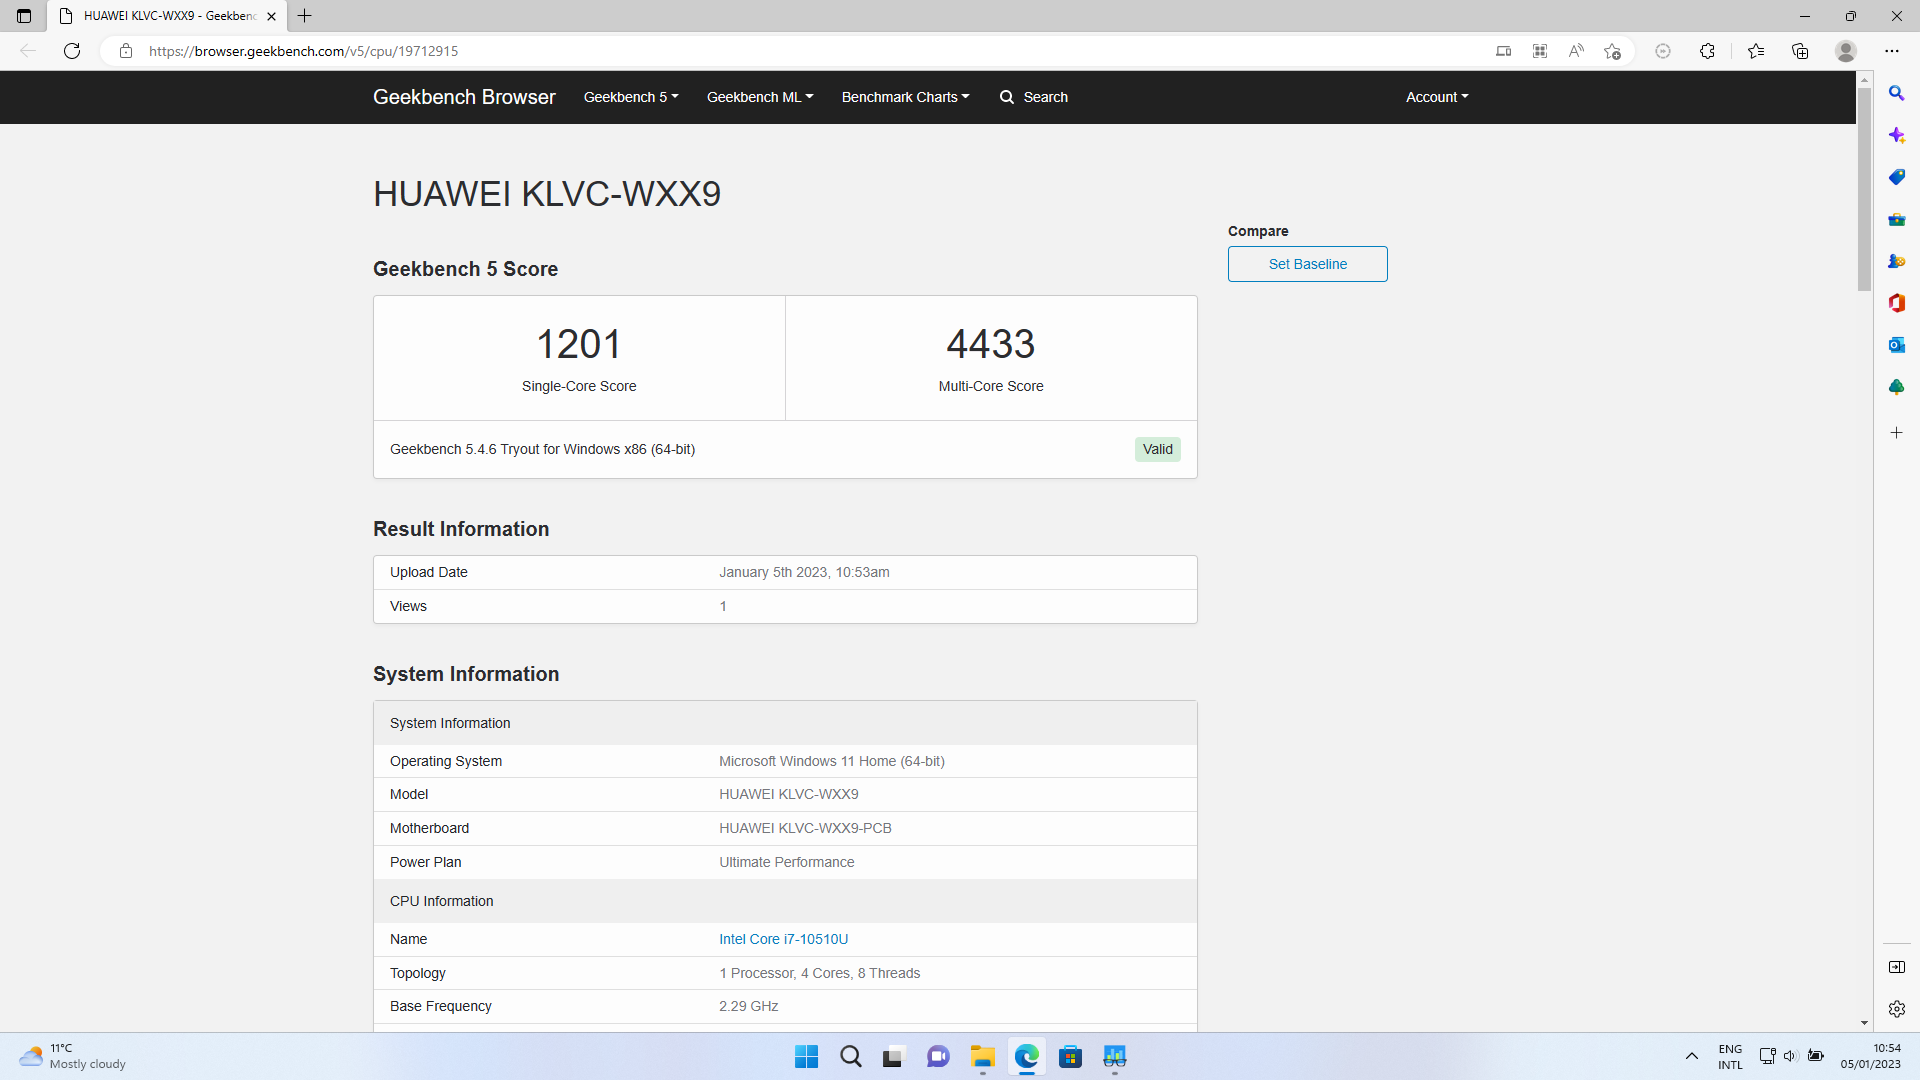 HUAWEI KLVC-WXX9 - Geekbenc
https://browser.geekbench.com/v5/cpu/19712915
Geekbench Browser Geekbench 5 Geekbench ML Benchmark Charts Search Account
HUAWEI KLVC-WXX9
Compare
Set Baseline
Geekbench 5 Score
1201 4433
Single-Core Score Multi-Core Score
Geekbench 5.4.6 Tryout for Windows x86 (64-bit) Valid
Result Information
Upload Date January 5th 2023, 10:53am
Views 1
System Information
System Information
Operating System Microsoft Windows 11 Home (64-bit)
Model HUAWEI KLVC-WXX9
Motherboard HUAWEI KLVC-WXX9-PCB
Power Plan Ultimate Performance
CPU Information
Name Intel Core i7-10510U
Topology 1 Processor, 4 Cores, 8 Threads
Base Frequency 2.29 GHz
11°C
Mostly cloudy
ENG
INTL
10:54
05/01/2023